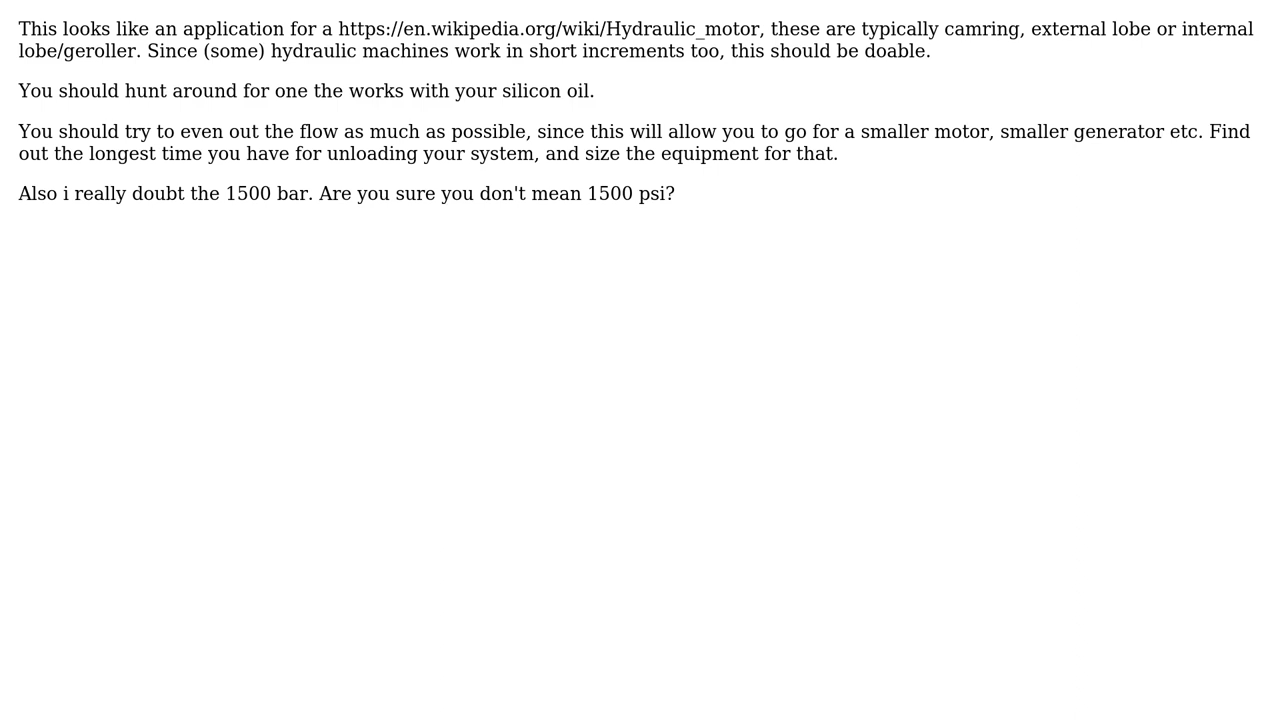 This looks like an application for a https://en.wikipedia.org/wiki/Hydraulic_motor, these are typically camring, external lobe or internal
lobe/geroller. Since (some) hydraulic machines work in short increments too, this should be doable.
You should hunt around for one the works with your silicon oil.
You should try to even out the flow as much as possible, since this will allow you to go for a smaller motor, smaller generator etc. Find
out the longest time you have for unloading your system, and size the equipment for that.
Also i really doubt the 1500 bar. Are you sure you don't mean 1500 psi?